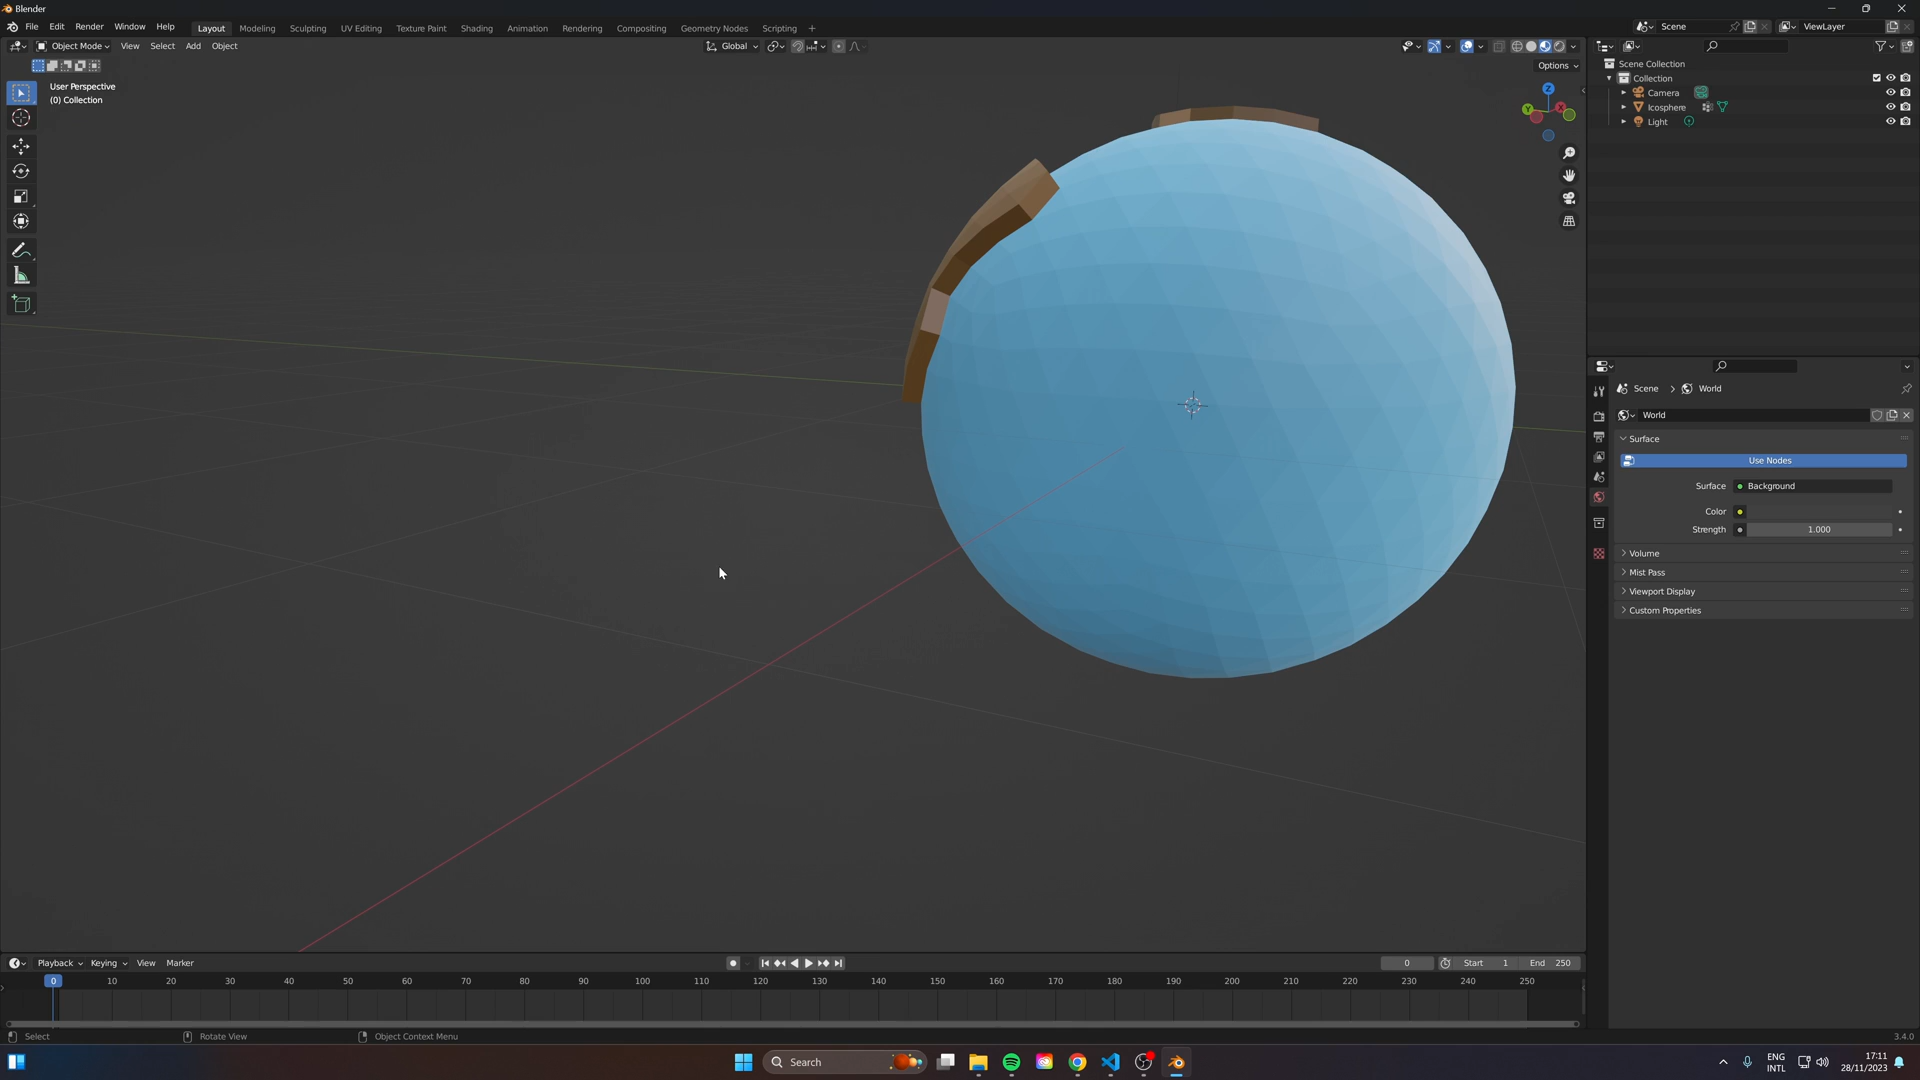 Blender
File Edit Render Window Help Layout Modeling Sculpting UV Editing Texture Paint Shading Animation Rendering Compositing Geometry Nodes Scripting + Scene ViewLayer
Object Mode View Select Add Object Global
Options
User Perspective
(0) Collection
Z
Y
X
Scene Collection
Collection
Camera
Icosphere
Light
Scene > World
World
Surface
Use Nodes
Surface Background
Color
Strength 1.000
Volume
Mist Pass
Viewport Display
Custom Properties
Playback Keying View Marker 0 Start 1 End 250
0 10 20 30 40 50 60 70 80 90 100 110 120 130 140 150 160 170 180 190 200 210 220 230 240 250
Select Rotate View Object Context Menu 3.4.0
Search ENG INTL 17:11 28/11/2023